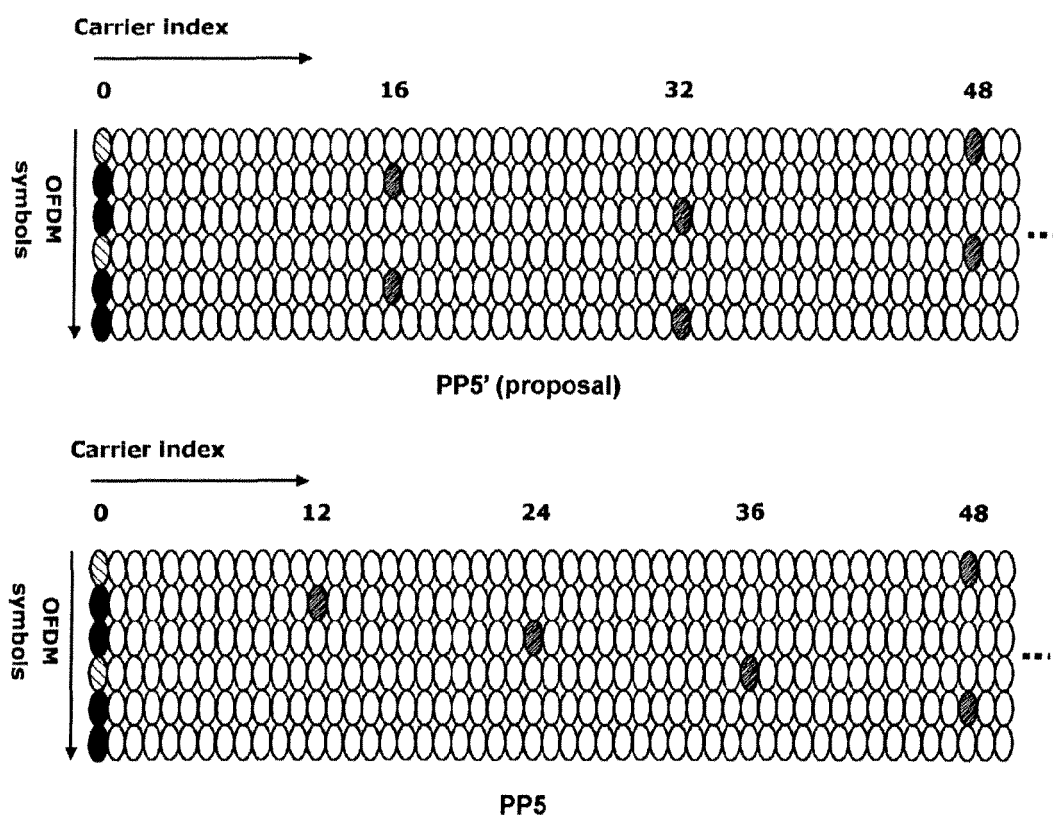 Carrier index
0 16 32 48
OFDM
symbols
...
PP5' (proposal)
Carrier index
0 12 24 36 48
OFDM
symbols
...
PP5